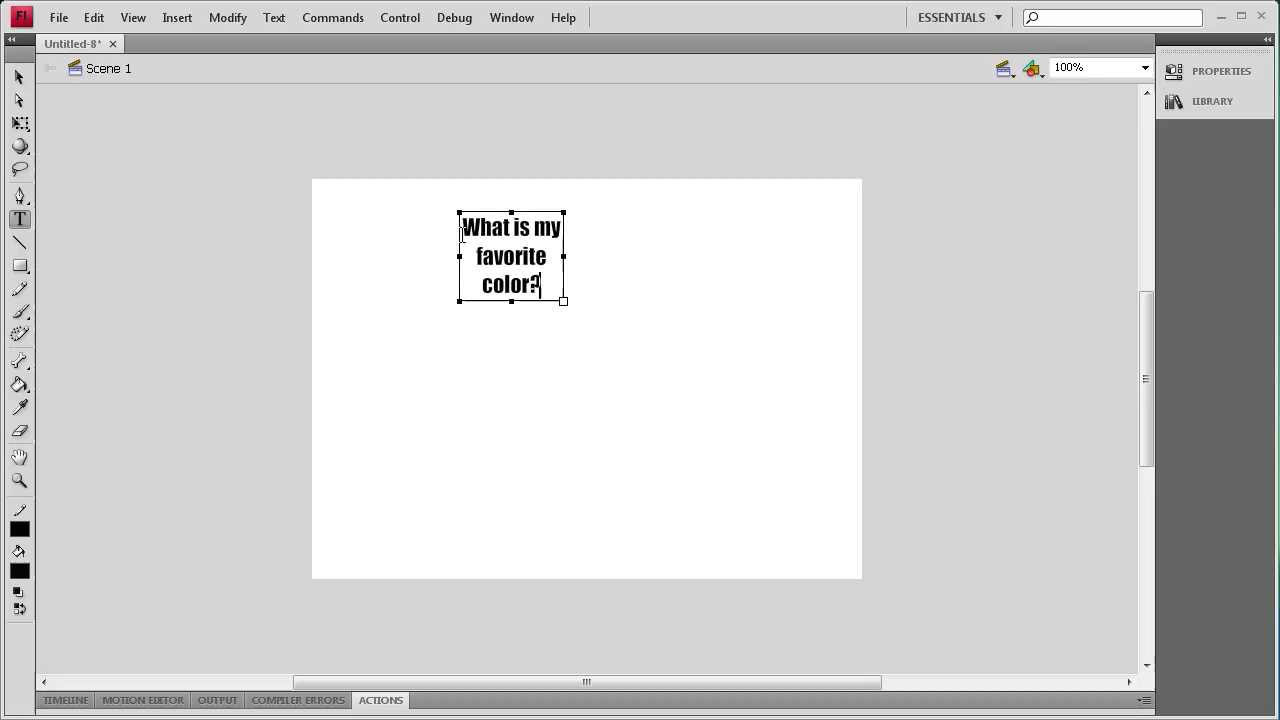 Fl File Edit View Insert Modify Text Commands Control Debug Window Help ESSENTIALS
Untitled-8*
Scene 1 100%
PROPERTIES
LIBRARY
T
What is my
favorite
color?
TIMELINE MOTION EDITOR OUTPUT COMPILER ERRORS ACTIONS